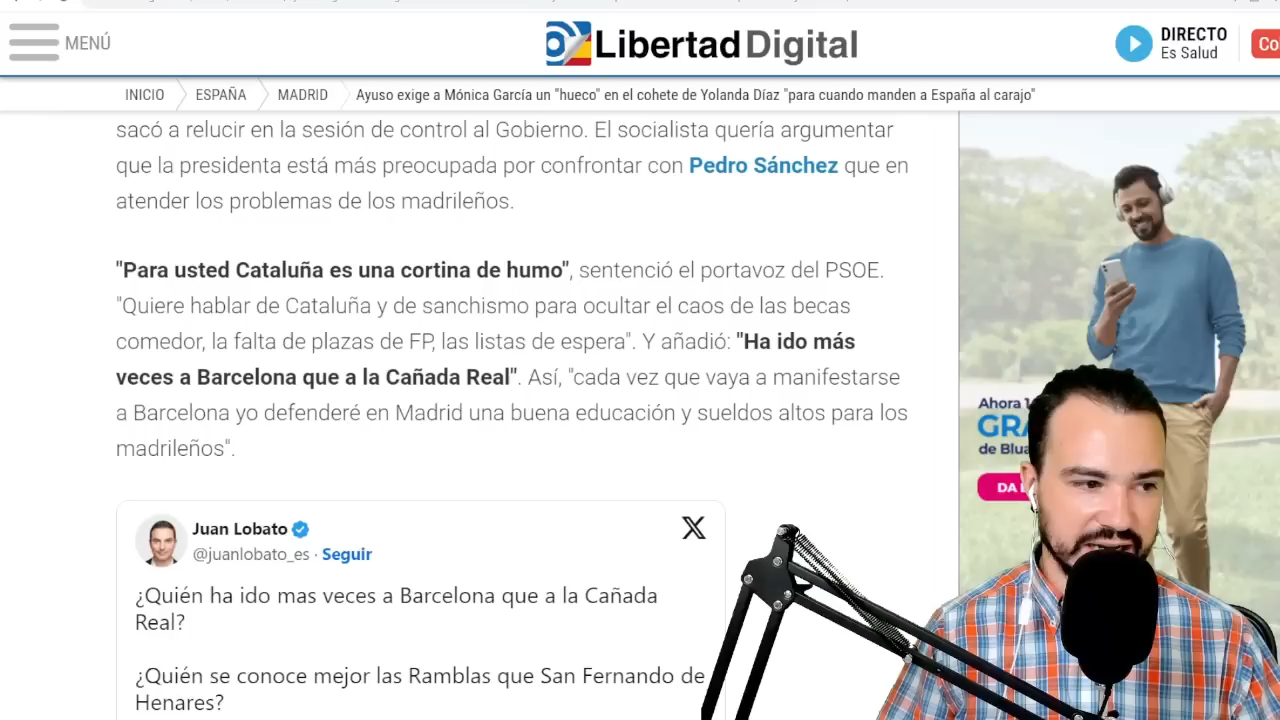 MENÚ
Libertad Digital
DIRECTO
Es Salud
Co
INICIO
ESPAÑA
MADRID
Ayuso exige a Mónica García un "hueco" en el cohete de Yolanda Díaz "para cuando manden a España al carajo"
sacó a relucir en la sesión de control al Gobierno. El socialista quería argumentar
que la presidenta está más preocupada por confrontar con Pedro Sánchez que en
atender los problemas de los madrileños.
"Para usted Cataluña es una cortina de humo", sentenció el portavoz del PSOE.
"Quiere hablar de Cataluña y de sanchismo para ocultar el caos de las becas
comedor, la falta de plazas de FP, las listas de espera". Y añadió: "Ha ido más
veces a Barcelona que a la Cañada Real". Así, "cada vez que vaya a manifestarse
a Barcelona yo defenderé en Madrid una buena educación y sueldos altos para los
madrileños".
Juan Lobato
@juanlobato_es · Seguir
¿Quién ha ido mas veces a Barcelona que a la Cañada
Real?
¿Quién se conoce mejor las Ramblas que San Fernando de
Henares?
Ahora 1
GRA
de Blua
DA